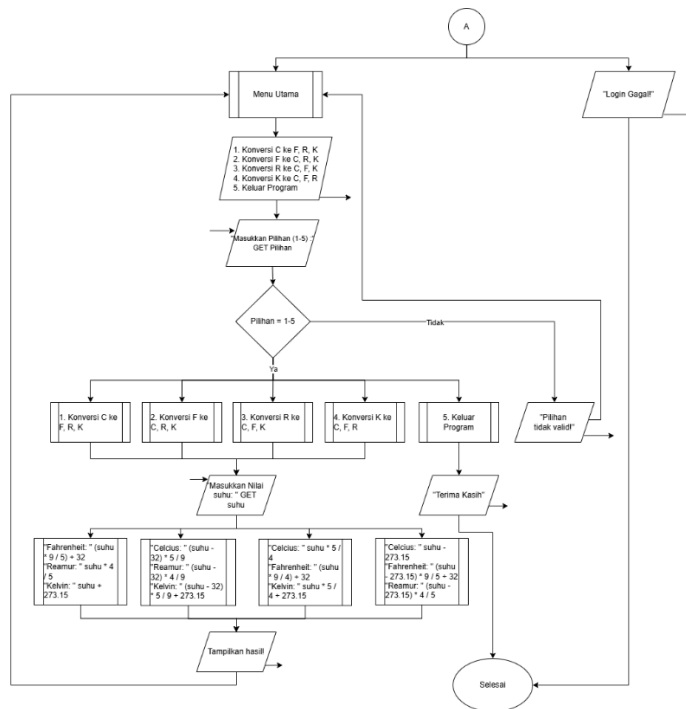 A
Menu Utama
"Login Gagal!"
1. Konversi C ke F, R, K
2. Konversi F ke C, R, K
3. Konversi R ke C, F, K
4. Konversi K ke C, F, R
5. Keluar Program
"Masukkan Pilihan (1-5) :"
GET Pilihan
Pilihan = 1-5
Tidak
Ya
1. Konversi C ke
F, R, K
2. Konversi F ke
C, R, K
3. Konversi R ke
C, F, K
4. Konversi K ke
C, F, R
5. Keluar
Program
"Pilihan
tidak valid!"
"Masukkan Nilai
suhu: " GET
suhu
"Terima Kasih"
"Fahrenheit: " (suhu
* 9 / 5) + 32
"Reamur: " suhu * 4
/ 5
"Kelvin: " suhu +
273.15
"Celcius: " (suhu -
32) * 5 / 9
"Reamur: " (suhu -
32) * 4 / 9
"Kelvin: " (suhu - 32)
* 5 / 9 + 273.15
"Celcius: " suhu * 5 /
4
"Fahrenheit: " (suhu
* 9 / 4) + 32
"Kelvin: " suhu * 5 /
4 + 273.15
"Celcius: " suhu -
273.15
"Fahrenheit: " (suhu
- 273.15) * 9 / 5 + 32
"Reamur: " (suhu -
273.15) * 4 / 5
Tampilkan hasil!
Selesai